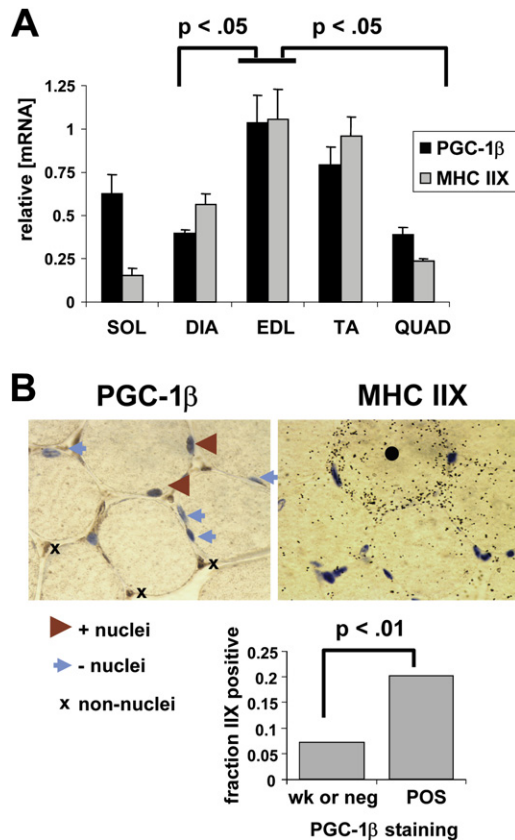 A
p < .05
p < .05
relative [mRNA]
1.25
1
0.75
0.5
0.25
0
PGC-1β
MHC IIX
SOL DIA EDL TA QUAD
B
PGC-1β
MHC IIX
x
x
x
+ nuclei
- nuclei
x non-nuclei
p < .01
fraction IIX positive
0.25
0.2
0.15
0.1
0.05
0
wk or neg POS
PGC-1β staining